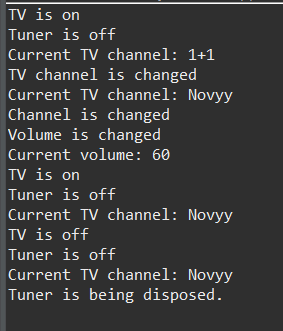 TV is on
Tuner is off
Current TV channel: 1+1
TV channel is changed
Current TV channel: Novyy
Channel is changed
Volume is changed
Current volume: 60
TV is on
Tuner is off
Current TV channel: Novyy
TV is off
Tuner is off
Current TV channel: Novyy
Tuner is being disposed.